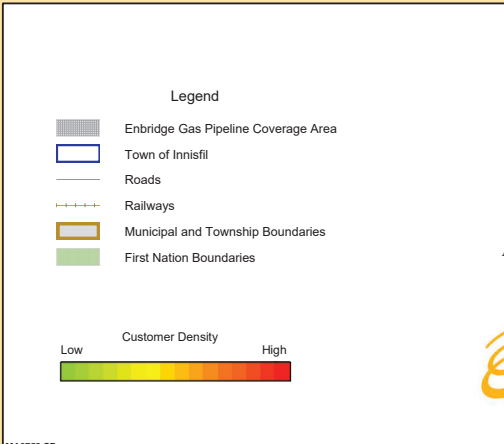 Legend
Enbridge Gas Pipeline Coverage Area
Town of Innisfil
Roads
Railways
Municipal and Township Boundaries
First Nation Boundaries
Customer Density
Low High